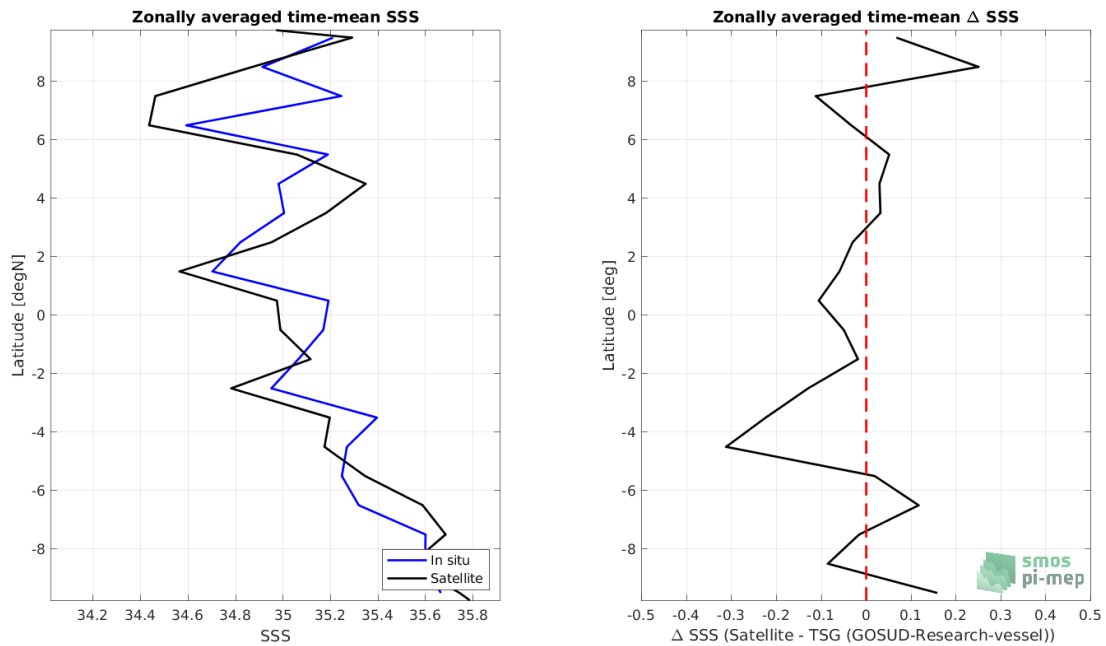 Zonally averaged time-mean SSS
8
6
4
2
0
-2
-4
-6
-8
Latitude [degN]
34.2 34.4 34.6 34.8 35 35.2 35.4 35.6 35.8
SSS
In situ
Satellite
Zonally averaged time-mean Δ SSS
8
6
4
2
0
-2
-4
-6
-8
Latitude [deg]
-0.5 -0.4 -0.3 -0.2 -0.1 0 0.1 0.2 0.3 0.4 0.5
Δ SSS (Satellite - TSG (GOSUD-Research-vessel))
smos
pi-mep